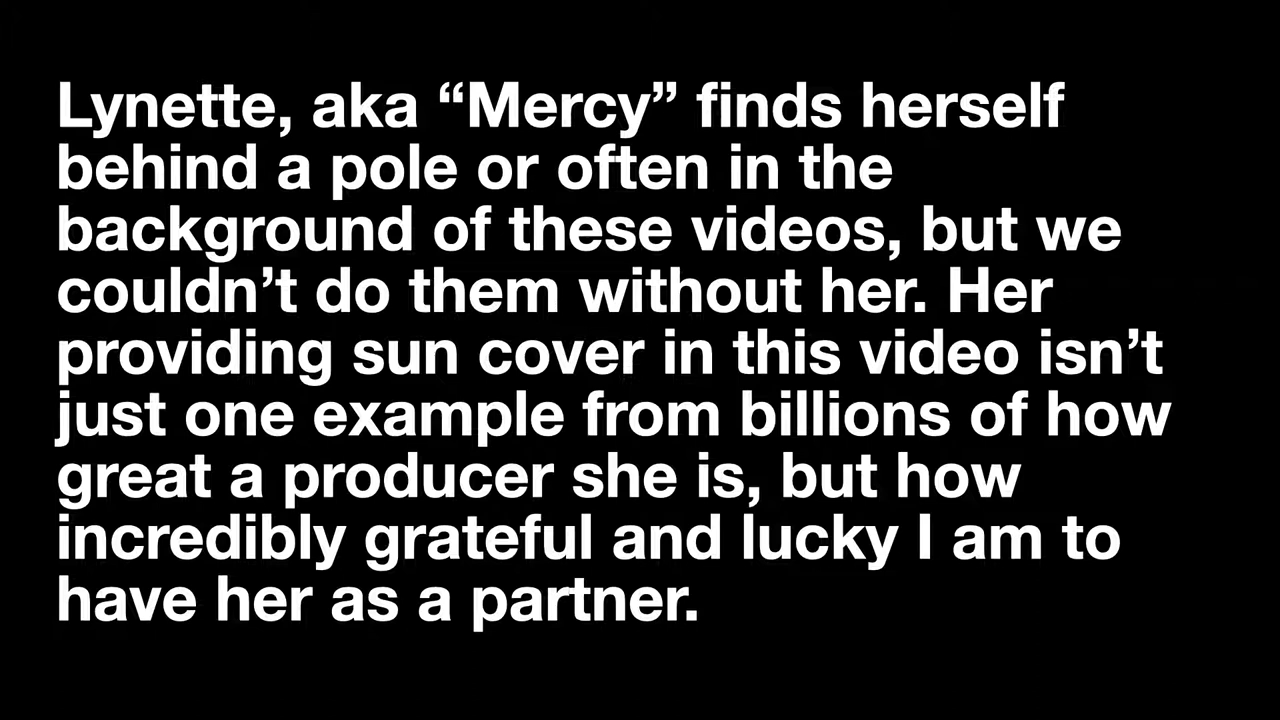 Lynette, aka “Mercy” finds herself
behind a pole or often in the
background of these videos, but we
couldn’t do them without her. Her
providing sun cover in this video isn’t
just one example from billions of how
great a producer she is, but how
incredibly grateful and lucky I am to
have her as a partner.